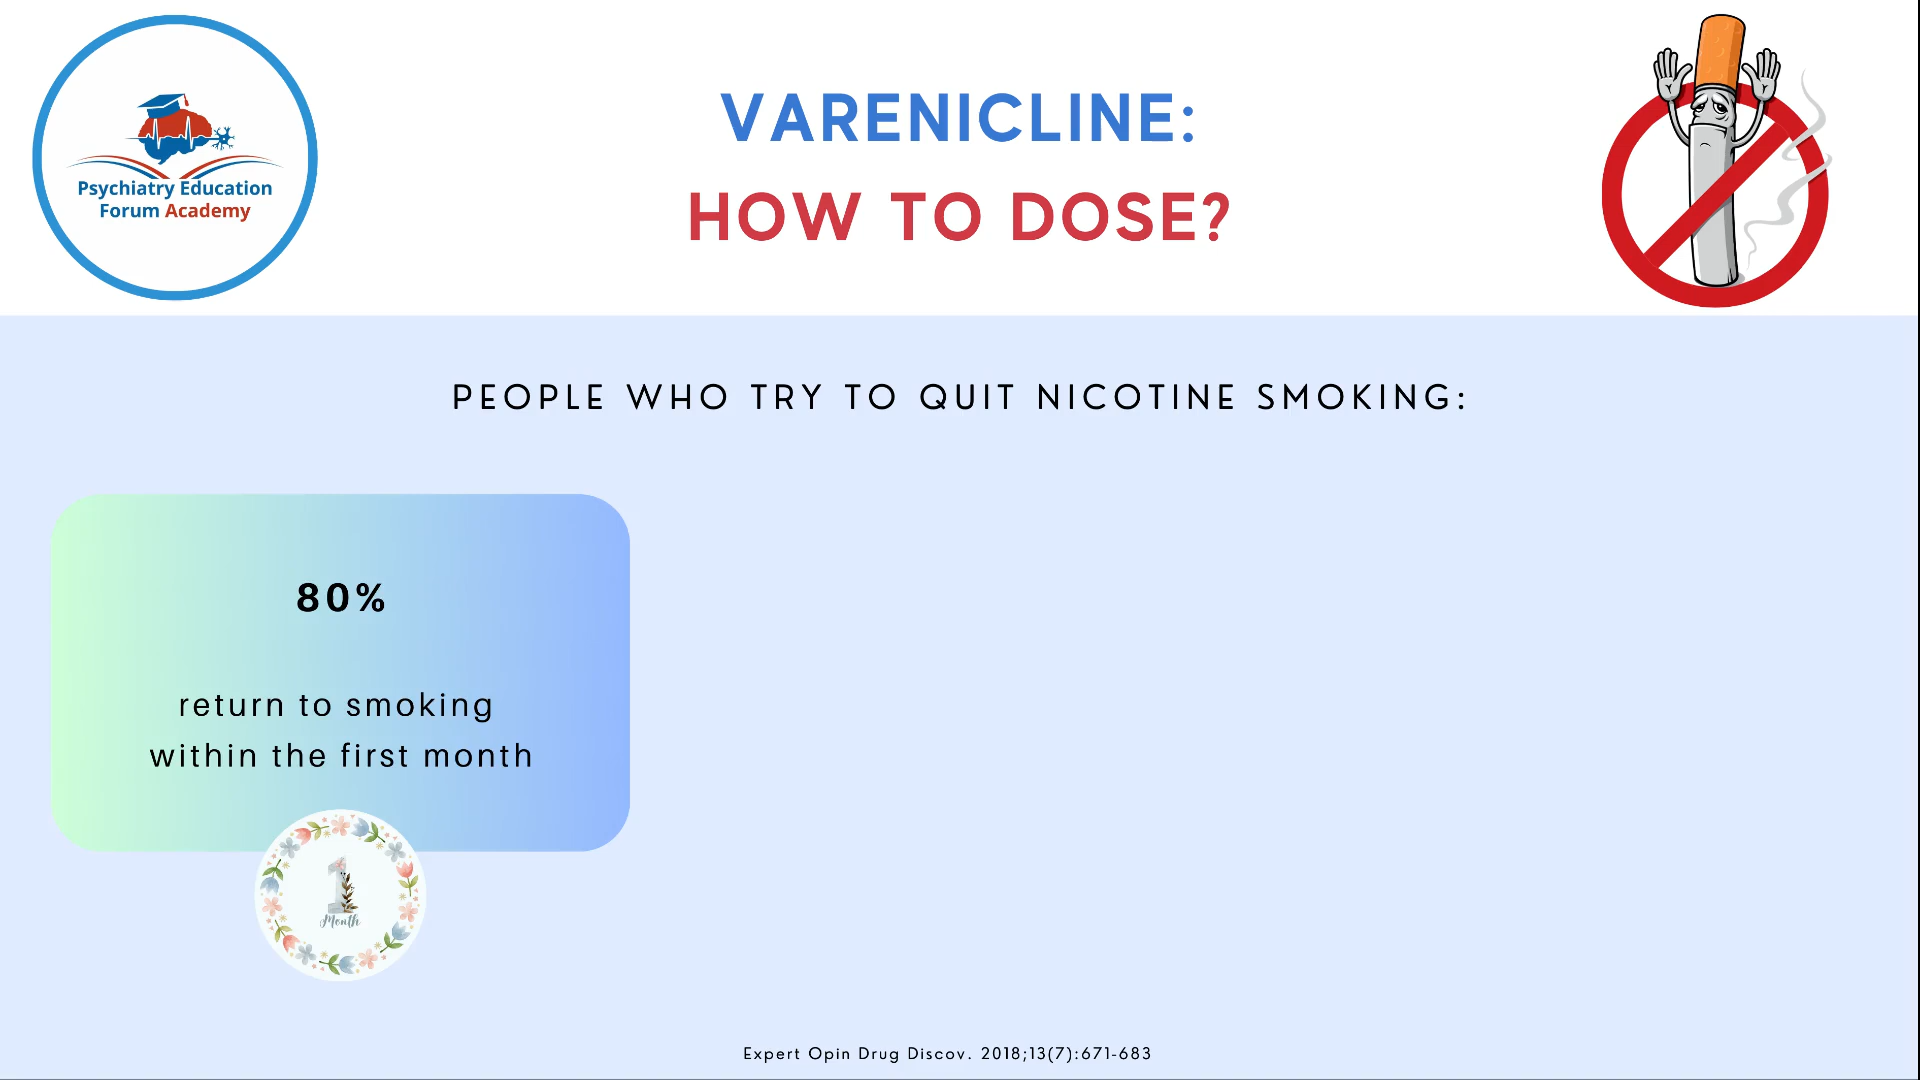 Psychiatry Education
Forum Academy
VARENICLINE:
HOW TO DOSE?
PEOPLE WHO TRY TO QUIT NICOTINE SMOKING:
80%
return to smoking
within the first month
1
Month
Expert Opin Drug Discov. 2018;13(7):671-683